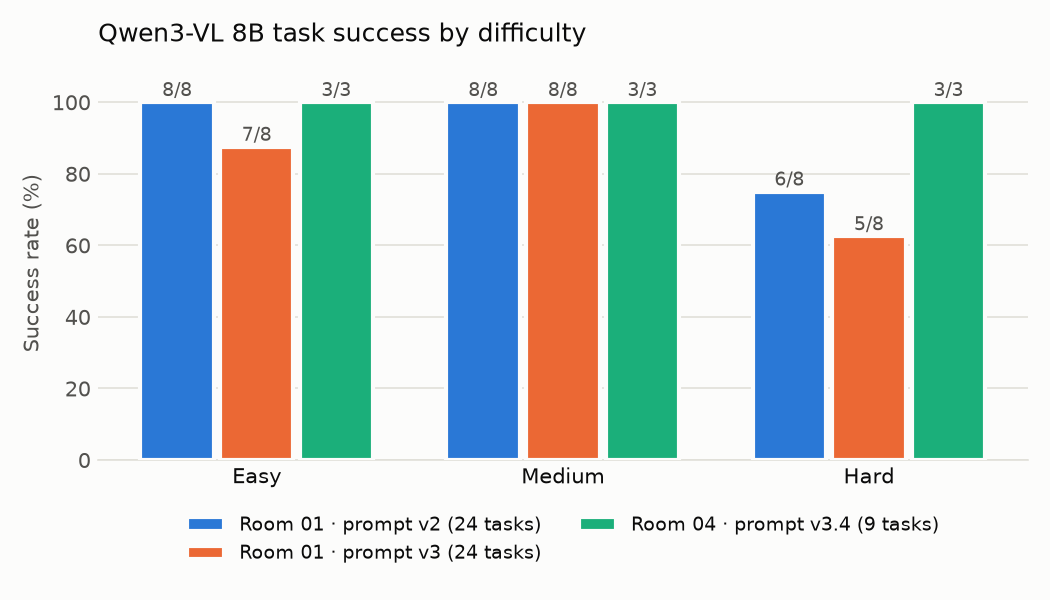 Qwen3-VL 8B task success by difficulty
8/8 3/3 8/8 8/8 3/3 3/3
100
7/8
80
6/8
5/8
60
40
20
0
Success rate (%)
Easy Medium Hard
Room 01 · prompt v2 (24 tasks) Room 04 · prompt v3.4 (9 tasks)
Room 01 · prompt v3 (24 tasks)